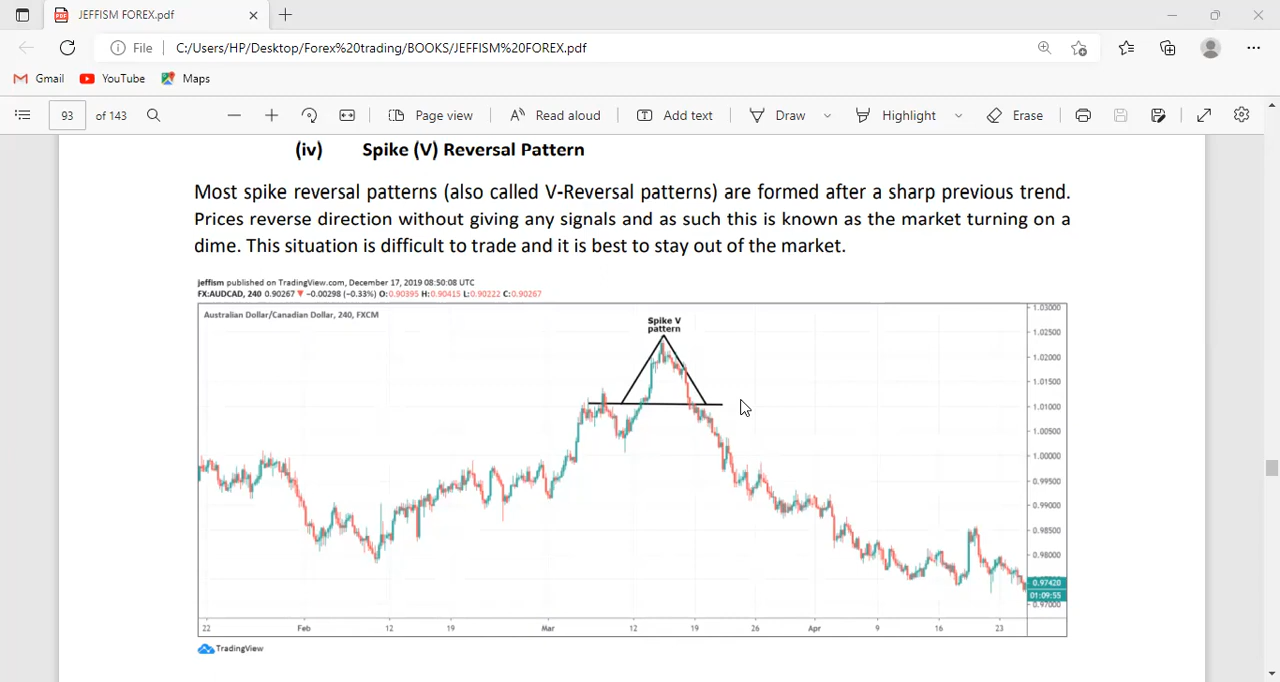 JEFFISM FOREX.pdf
File C:/Users/HP/Desktop/Forex%20trading/BOOKS/JEFFISM%20FOREX.pdf
Gmail YouTube Maps
93 of 143 Page view Read aloud Add text Draw Highlight Erase
(iv) Spike (V) Reversal Pattern
Most spike reversal patterns (also called V-Reversal patterns) are formed after a sharp previous trend.
Prices reverse direction without giving any signals and as such this is known as the market turning on a
dime. This situation is difficult to trade and it is best to stay out of the market.
Jeffism published on TradingView.com, December 17, 2019 08:50:08 UTC
FX:AUDCAD, 240 0.90267 ▼ −0.00298 (−0.33%) O:0.90395 H:0.90415 L:0.90222 C:0.90267
Australian Dollar/Canadian Dollar, 240, FXCM
Spike V
pattern
1.03000
1.02500
1.02000
1.01500
1.01000
1.00500
1.00000
0.99500
0.99000
0.98500
0.98000
0.97420
01:09:55
0.97000
22 Feb 12 19 Mar 12 19 26 Apr 9 16 23
TradingView